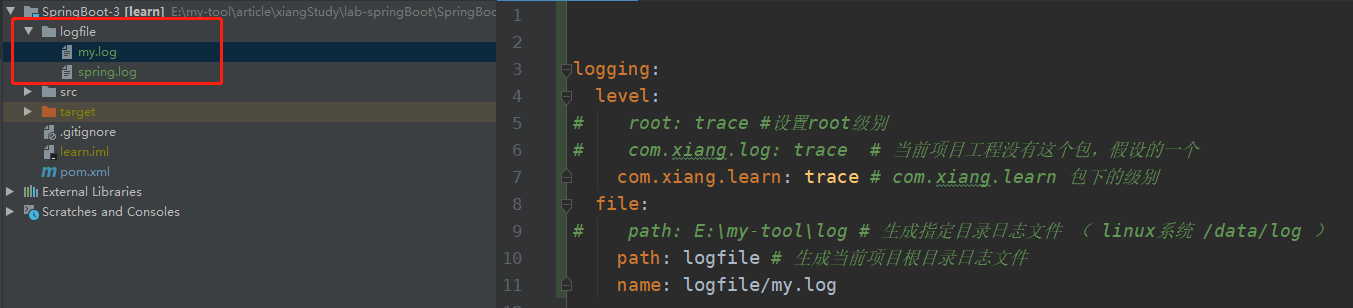 SpringBoot-3 [learn] E:\my-tool\article\xiangStudy\lab-springBoot\SpringBoo
logfile
my.log
spring.log
src
target
.gitignore
learn.iml
pom.xml
External Libraries
Scratches and Consoles
1
2
3 logging:
4 level:
5 # root: trace #设置root级别
6 # com.xiang.log: trace # 当前项目工程没有这个包，假设的一个
7 com.xiang.learn: trace # com.xiang.learn 包下的级别
8 file:
9 # path: E:\my-tool\log # 生成指定目录日志文件 （ linux系统 /data/log ）
10 path: logfile # 生成当前项目根目录日志文件
11 name: logfile/my.log